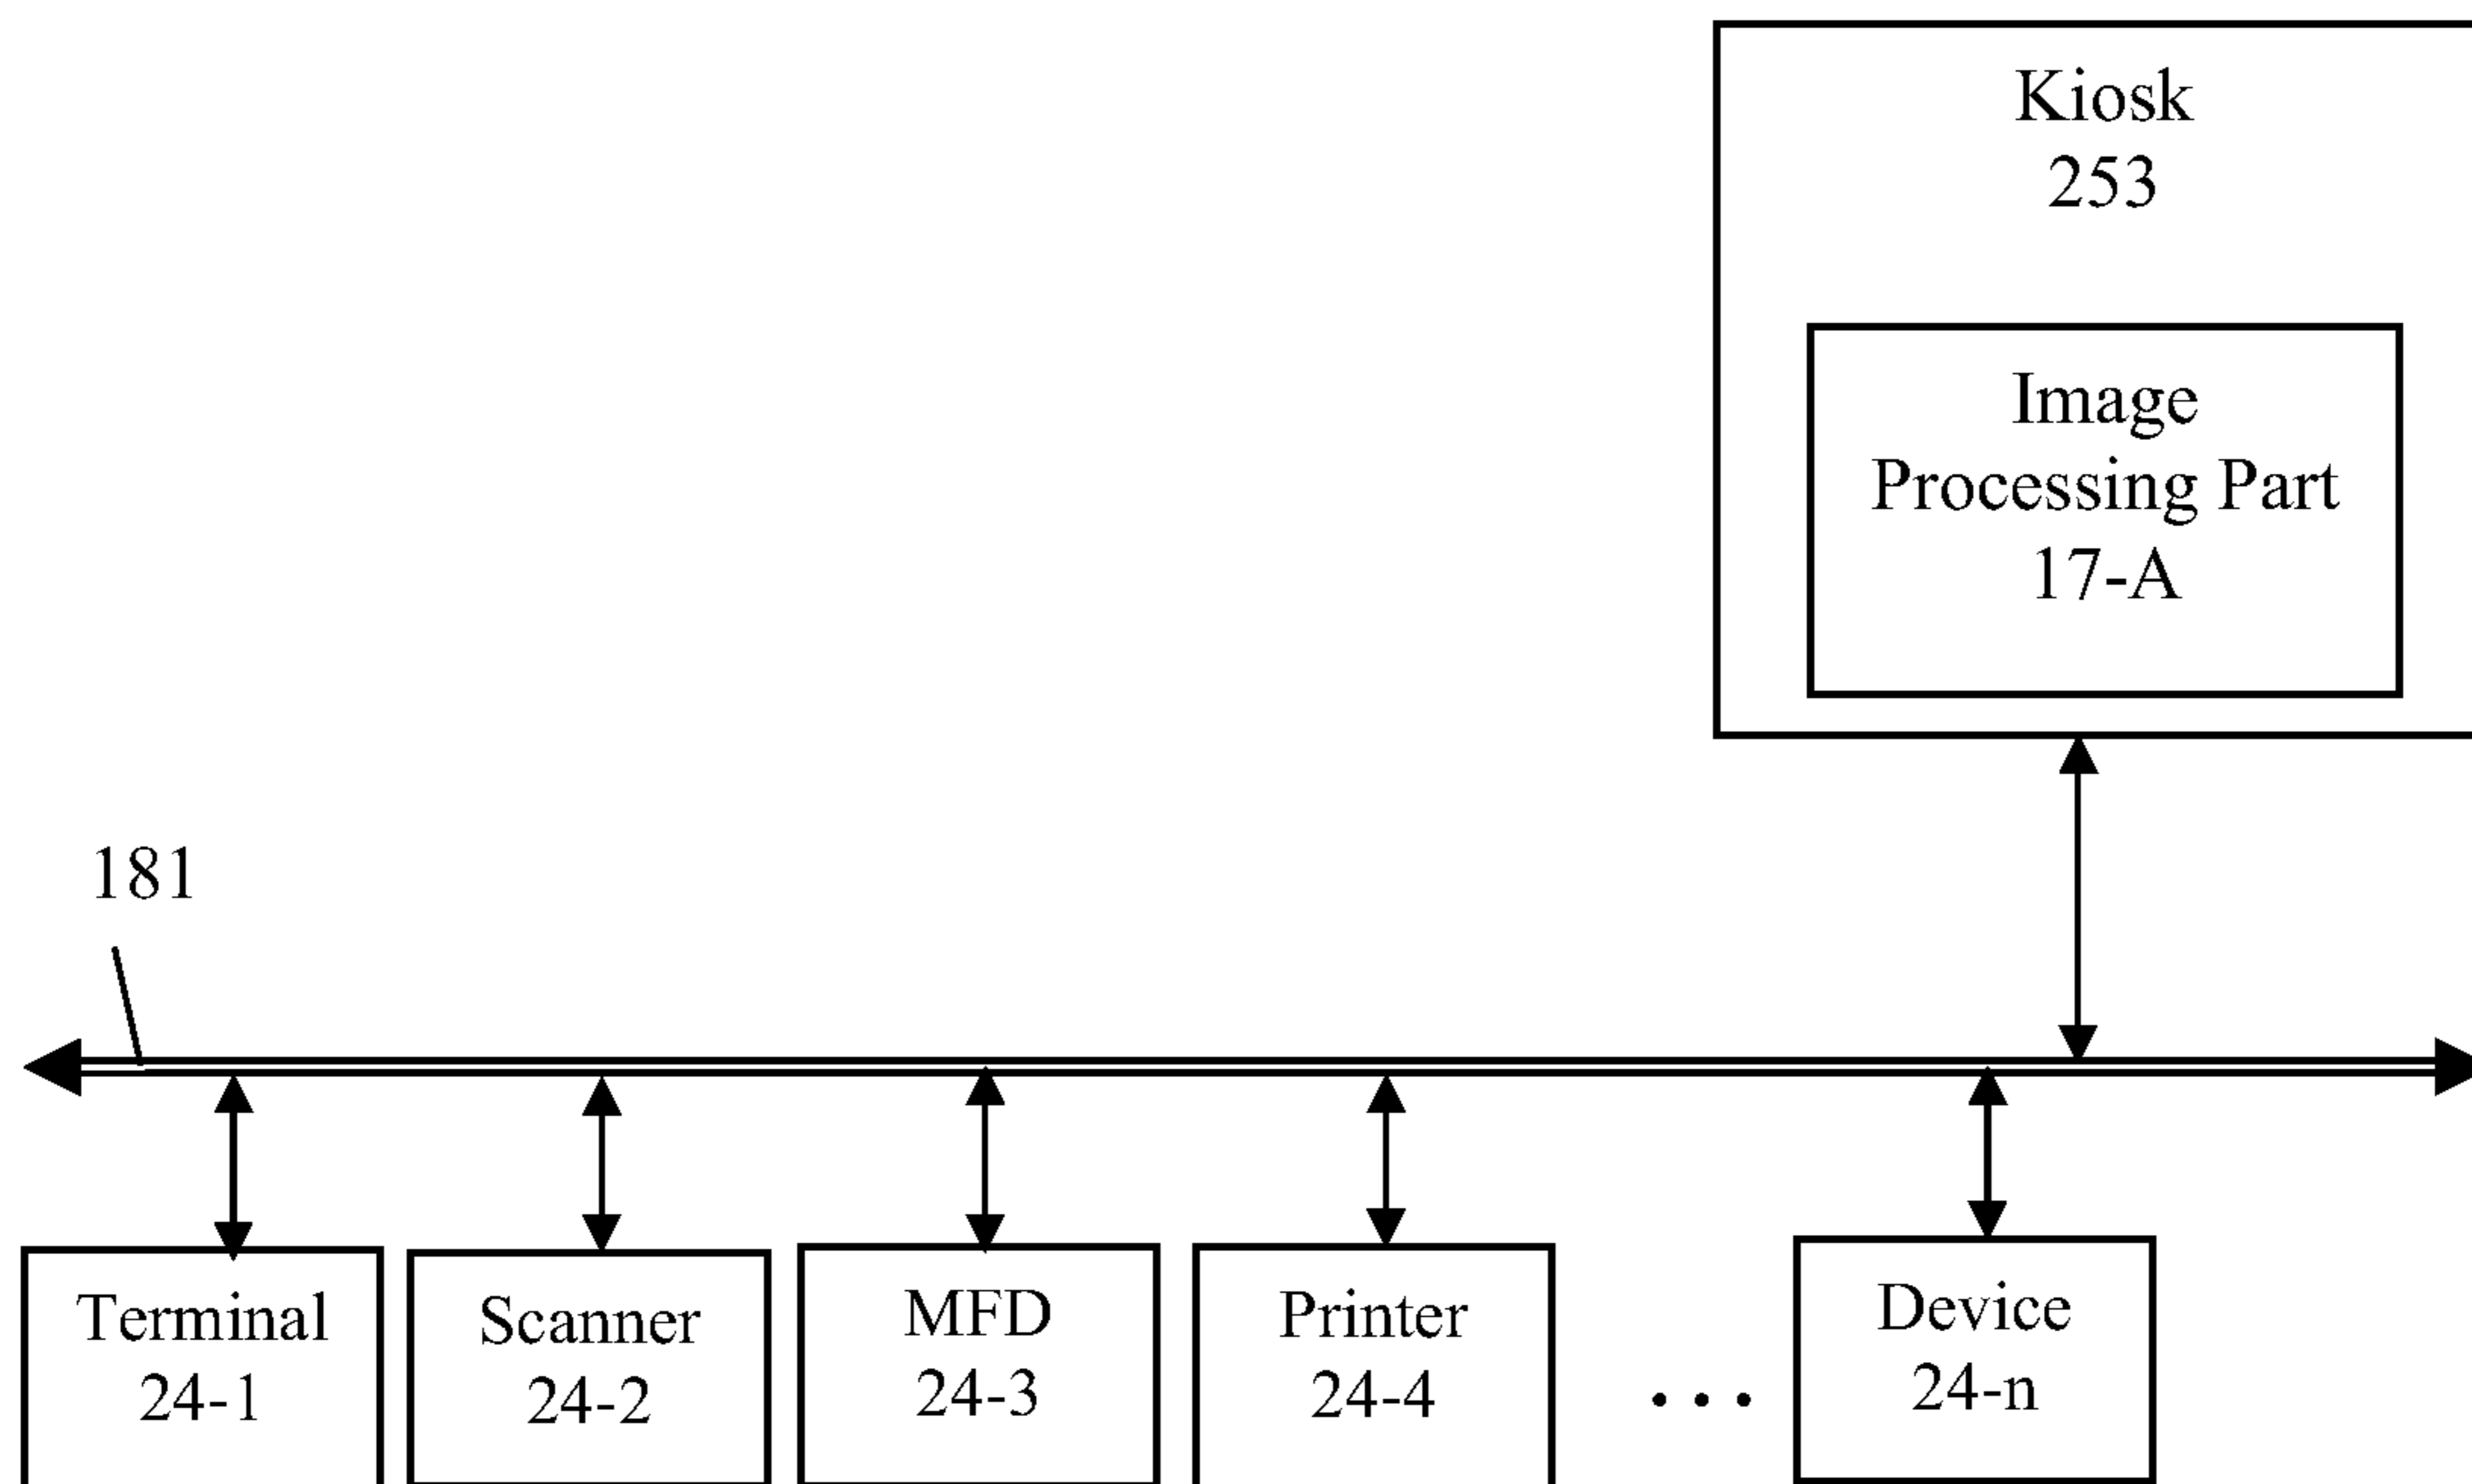 Kiosk
253
Image
Processing Part
17-A
181
Terminal
24-1
Scanner
24-2
MFD
24-3
Printer
24-4
...
Device
24-n